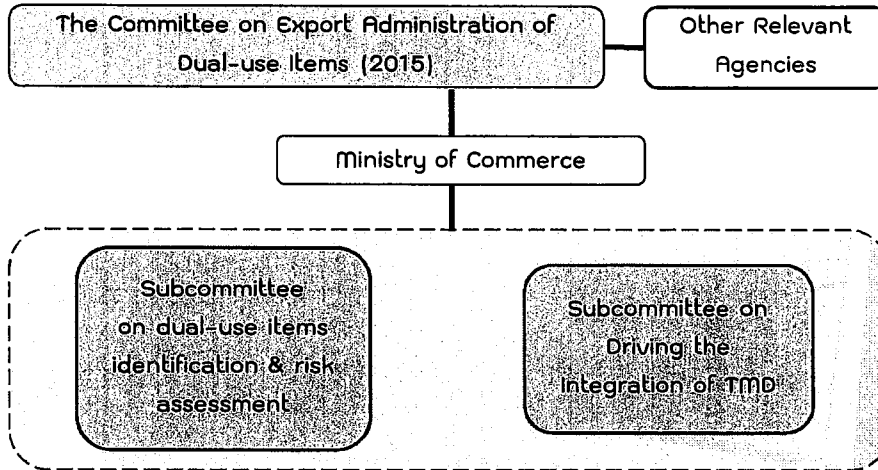 The Committee on Export Administration of
Dual-use Items (2015)
Other Relevant
Agencies
Ministry of Commerce
Subcommittee
on dual-use items
identification & risk
assessment
Subcommittee on
Driving the
Integration of TMD